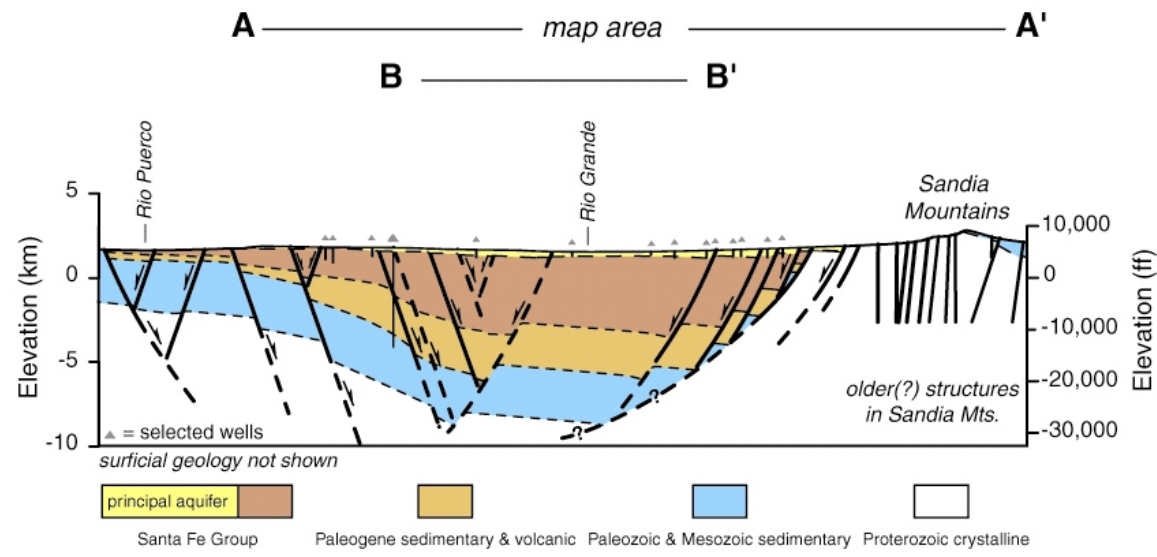 A map area A'
B B'
Rio Puerco
Rio Grande
Sandia
Mountains
Elevation (km)
5
0
-5
-10
10,000
0
-10,000
-20,000
-30,000
Elevation (ff)
?
?
older(?) structures
in Sandia Mts.
= selected wells
surficial geology not shown
principal aquifer
Santa Fe Group
Paleogene sedimentary & volcanic
Paleozoic & Mesozoic sedimentary
Proterozoic crystalline